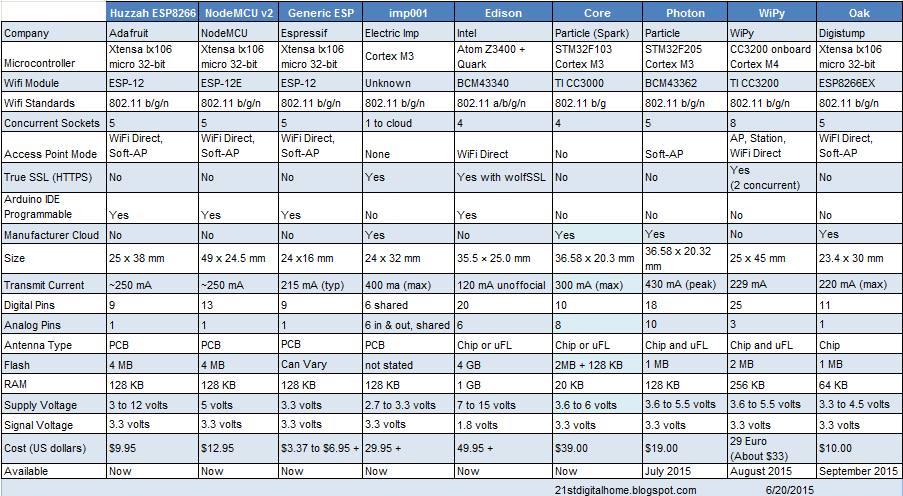 Huzzah ESP8266 NodeMCU v2 Generic ESP imp001 Edison Core Photon WiPy Oak
Company Adafruit NodeMCU Espressif Electric Imp Intel Particle (Spark) Particle WiPy Digistump
Microcontroller Xtensa lx106 micro 32-bit Xtensa lx106 micro 32-bit Xtensa lx106 micro 32-bit Cortex M3 Atom Z3400 + Quark STM32F103 Cortex M3 STM32F205 Cortex M3 CC3200 onboard Cortex M4 Xtensa lx106 micro 32-bit
Wifi Module ESP-12 ESP-12E ESP-12 Unknown BCM43340 TI CC3000 BCM43362 TI CC3200 ESP8266EX
Wifi Standards 802.11 b/g/n 802.11 b/g/n 802.11 b/g/n 802.11 b/g/n 802.11 a/b/g/n 802.11 b/g 802.11 b/g/n 802.11 b/g/n 802.11 b/g/n
Concurrent Sockets 5 5 5 1 to cloud 4 4 5 8 5
Access Point Mode WiFi Direct, Soft-AP WiFi Direct, Soft-AP WiFi Direct, Soft-AP None WiFi Direct No Soft-AP AP, Station, WiFi Direct WIFI Direct, Soft-AP
True SSL (HTTPS) No No No Yes Yes with wolfSSL No No Yes (2 concurrent) No
Arduino IDE Programmable Yes Yes Yes No Yes No No No No
Manufacturer Cloud No No No Yes No Yes Yes No Yes
Size 25 x 38 mm 49 x 24.5 mm 24 x16 mm 24 x 32 mm 35.5 × 25.0 mm 36.58 x 20.3 mm 36.58 x 20.32 mm 25 x 45 mm 23.4 x 30 mm
Transmit Current ~250 mA ~250 mA 215 mA (typ) 400 ma (max) 120 mA unoffocial 300 mA (max) 430 mA (peak) 229 mA 220 mA (max)
Digital Pins 9 13 9 6 shared 20 10 18 25 11
Analog Pins 1 1 1 6 in & out, shared 6 8 10 3 1
Antenna Type PCB PCB PCB PCB Chip or uFL Chip or uFL Chip and uFL Chip and uFL Chip
Flash 4 MB 4 MB Can Vary not stated 4 GB 2MB + 128 KB 1 MB 2 MB 1 MB
RAM 128 KB 128 KB 128 KB 128 KB 1 GB 20 KB 128 KB 256 KB 64 KB
Supply Voltage 3 to 12 volts 5 volts 3.3 volts 2.7 to 3.3 volts 7 to 15 volts 3.6 to 6 volts 3.6 to 5.5 volts 3.6 to 5.5 volts 3.3 to 4.5 volts
Signal Voltage 3.3 volts 3.3 volts 3.3 volts 3.3 volts 1.8 volts 3.3 volts 3.3 volts 3.3 volts 3.3 volts
Cost (US dollars) $9.95 $12.95 $3.37 to $6.95 + 29.95 + 49.95 + $39.00 $19.00 29 Euro (About $33) $10.00
Available Now Now Now Now Now Now July 2015 August 2015 September 2015
21stdigitalhome.blogspot.com 6/20/2015